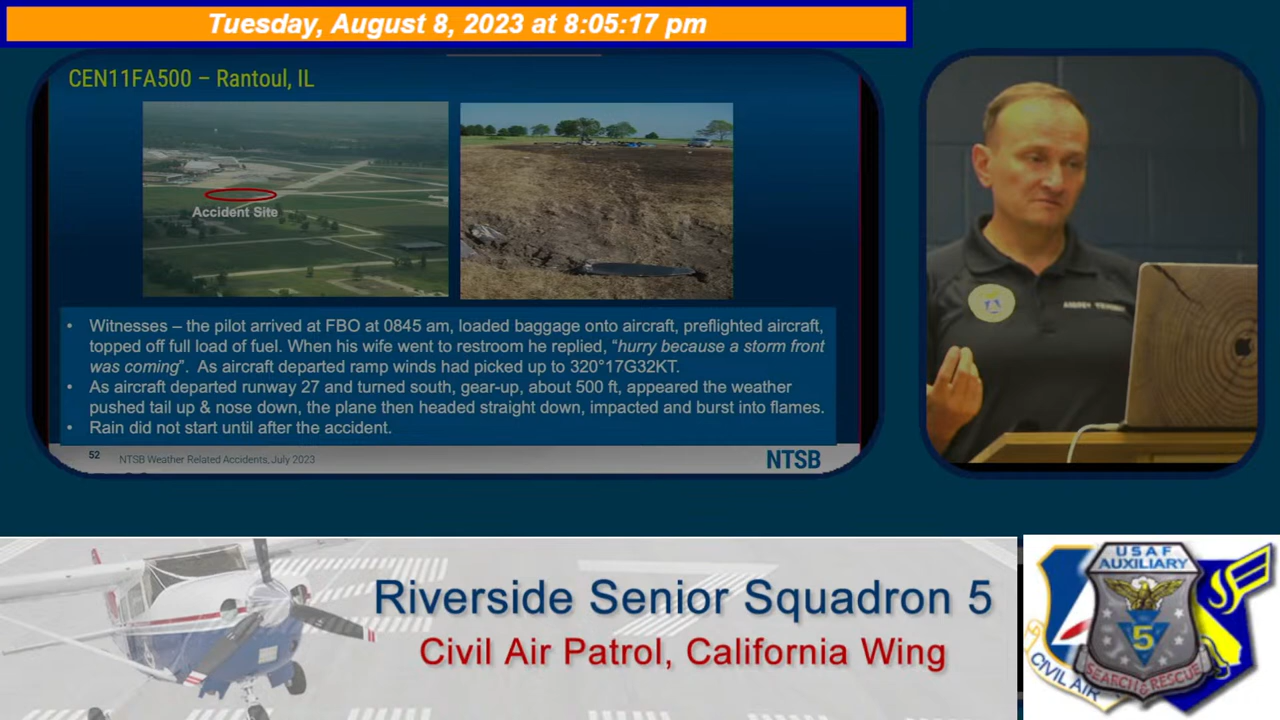 Tuesday, August 8, 2023 at 8:05:17 pm
CEN11FA500 – Rantoul, IL
Accident Site
• Witnesses – the pilot arrived at FBO at 0845 am, loaded baggage onto aircraft, preflighted aircraft,
topped off full load of fuel. When his wife went to restroom he replied, “hurry because a storm front
was coming”. As aircraft departed ramp winds had picked up to 320°17G32KT.
• As aircraft departed runway 27 and turned south, gear-up, about 500 ft, appeared the weather
pushed tail up & nose down, the plane then headed straight down, impacted and burst into flames.
• Rain did not start until after the accident.
52
NTSB Weather Related Accidents, July 2023
NTSB
Riverside Senior Squadron 5
Civil Air Patrol, California Wing
USAF
AUXILIARY
5
SEARCH & RESCUE
CIVIL AIR